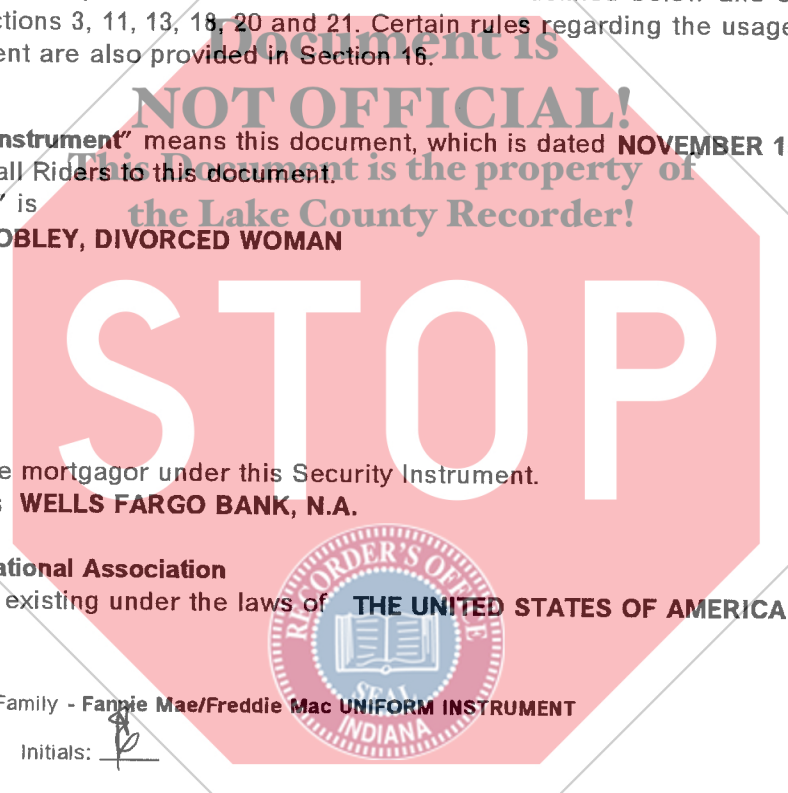 ctions 3, 11, 13, 18, 20 and 21. Certain rules regarding the usage
ent are also provided in Section 16.
Document is
NOT OFFICIAL!
nstrument" means this document, which is dated NOVEMBER 1
This Document is the property of
all Riders to this document.
" is
the Lake County Recorder!
OBLEY, DIVORCED WOMAN
STOP
e mortgagor under this Security Instrument.
s WELLS FARGO BANK, N.A.
ational Association
existing under the laws of THE UNITED STATES OF AMERICA
RECORDER'S OFFICE
SEAL
INDIANA
Family - Fannie Mae/Freddie Mac UNIFORM INSTRUMENT
Initials: